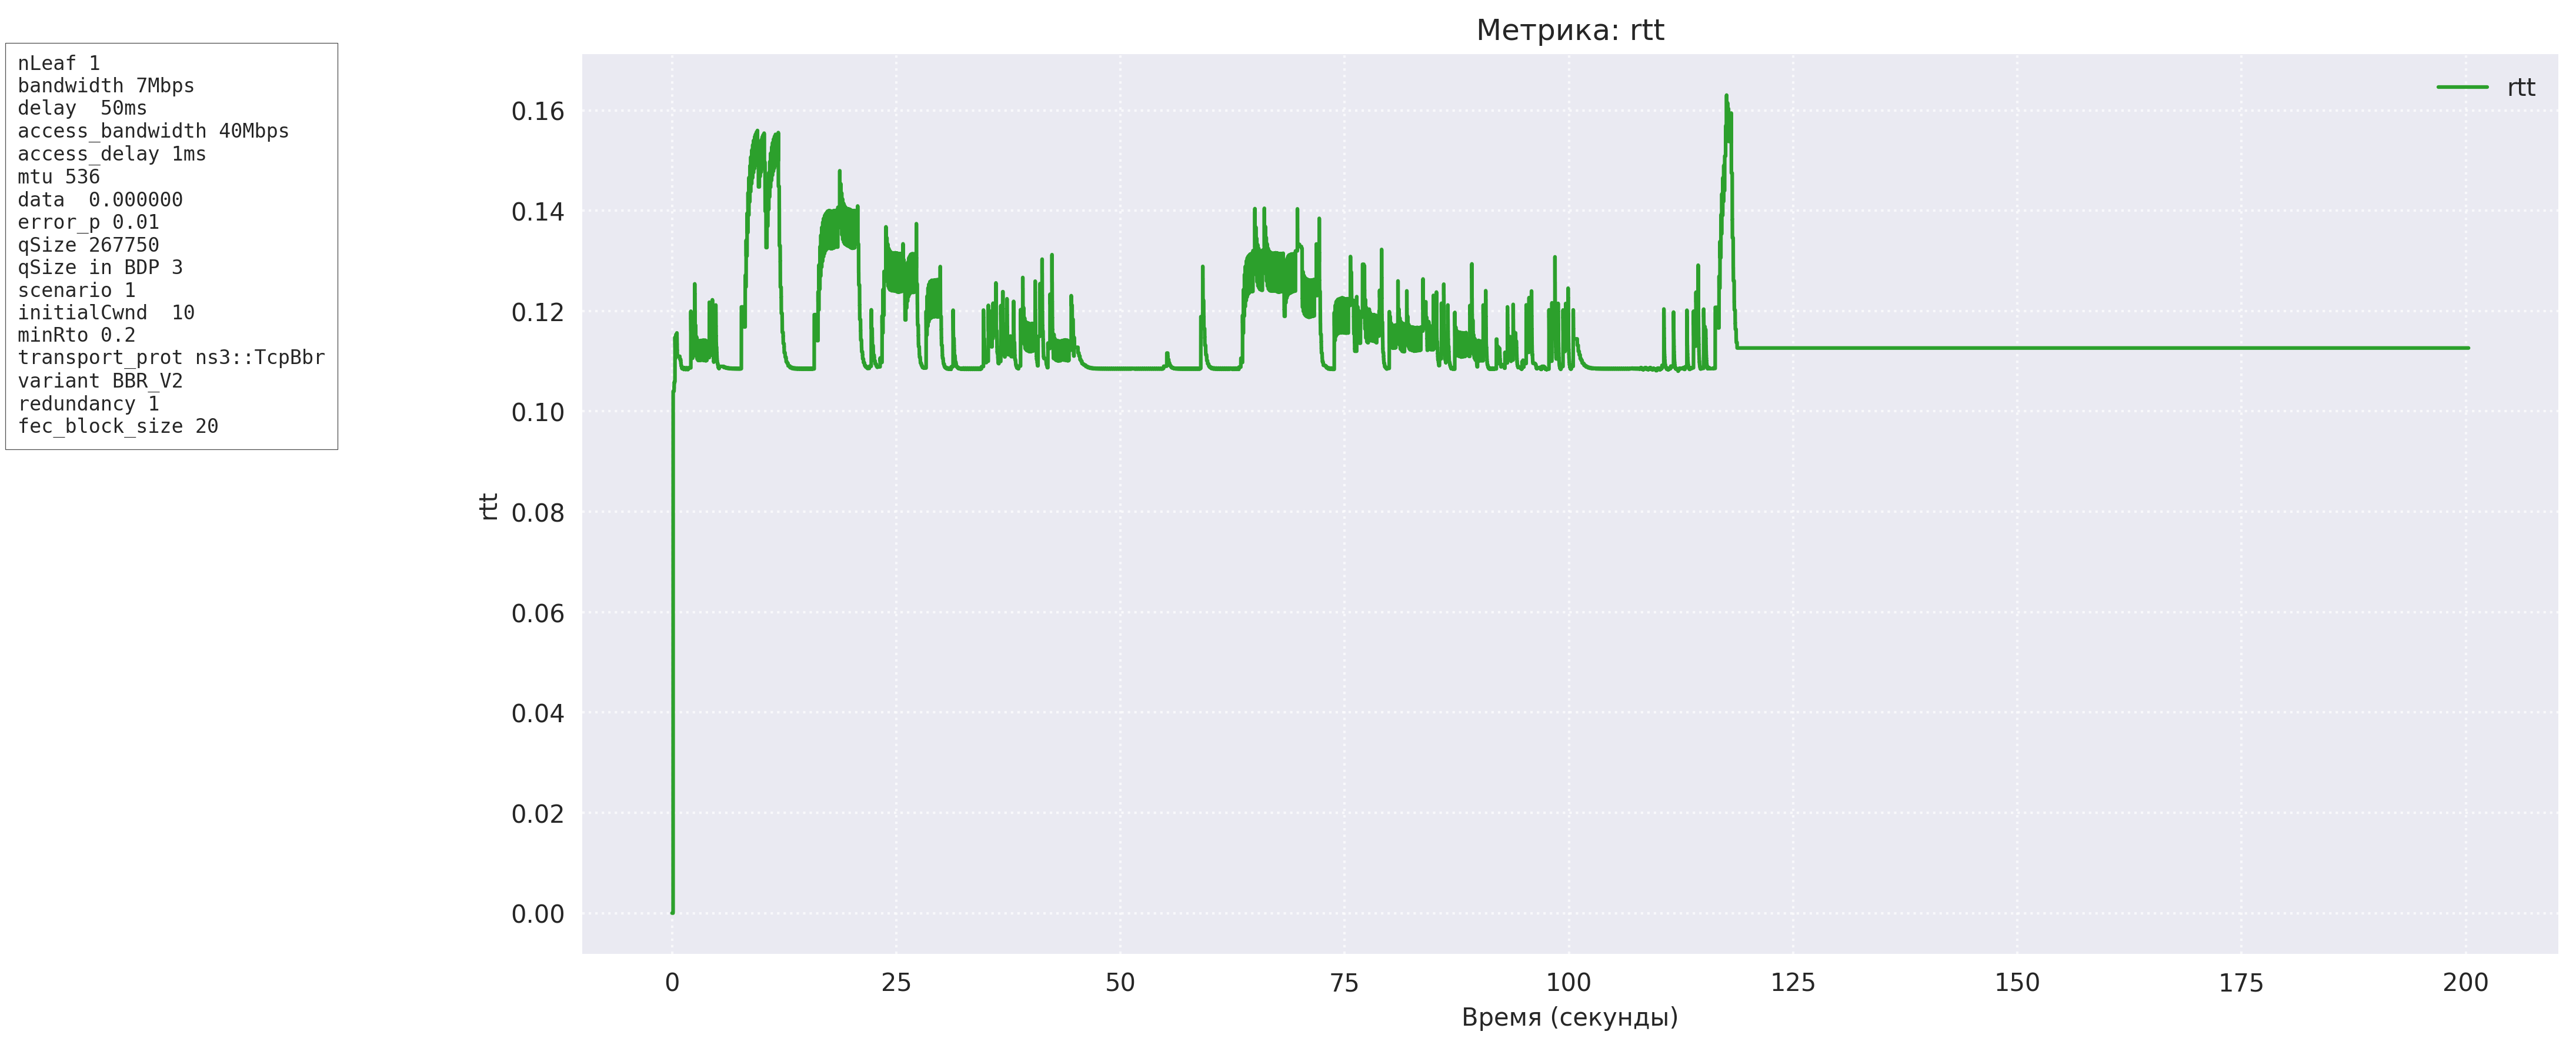 Метрика: rtt
nLeaf 1
bandwidth 7Mbps
delay  50ms
access_bandwidth 40Mbps
access_delay 1ms
mtu 536
data  0.000000
error_p 0.01
qSize 267750
qSize in BDP 3
scenario 1
initialCwnd  10
minRto 0.2
transport_prot ns3::TcpBbr
variant BBR_V2
redundancy 1
fec_block_size 20
rtt
rtt
0.16
0.14
0.12
0.10
0.08
0.06
0.04
0.02
0.00
0 25 50 75 100 125 150 175 200
Время (секунды)